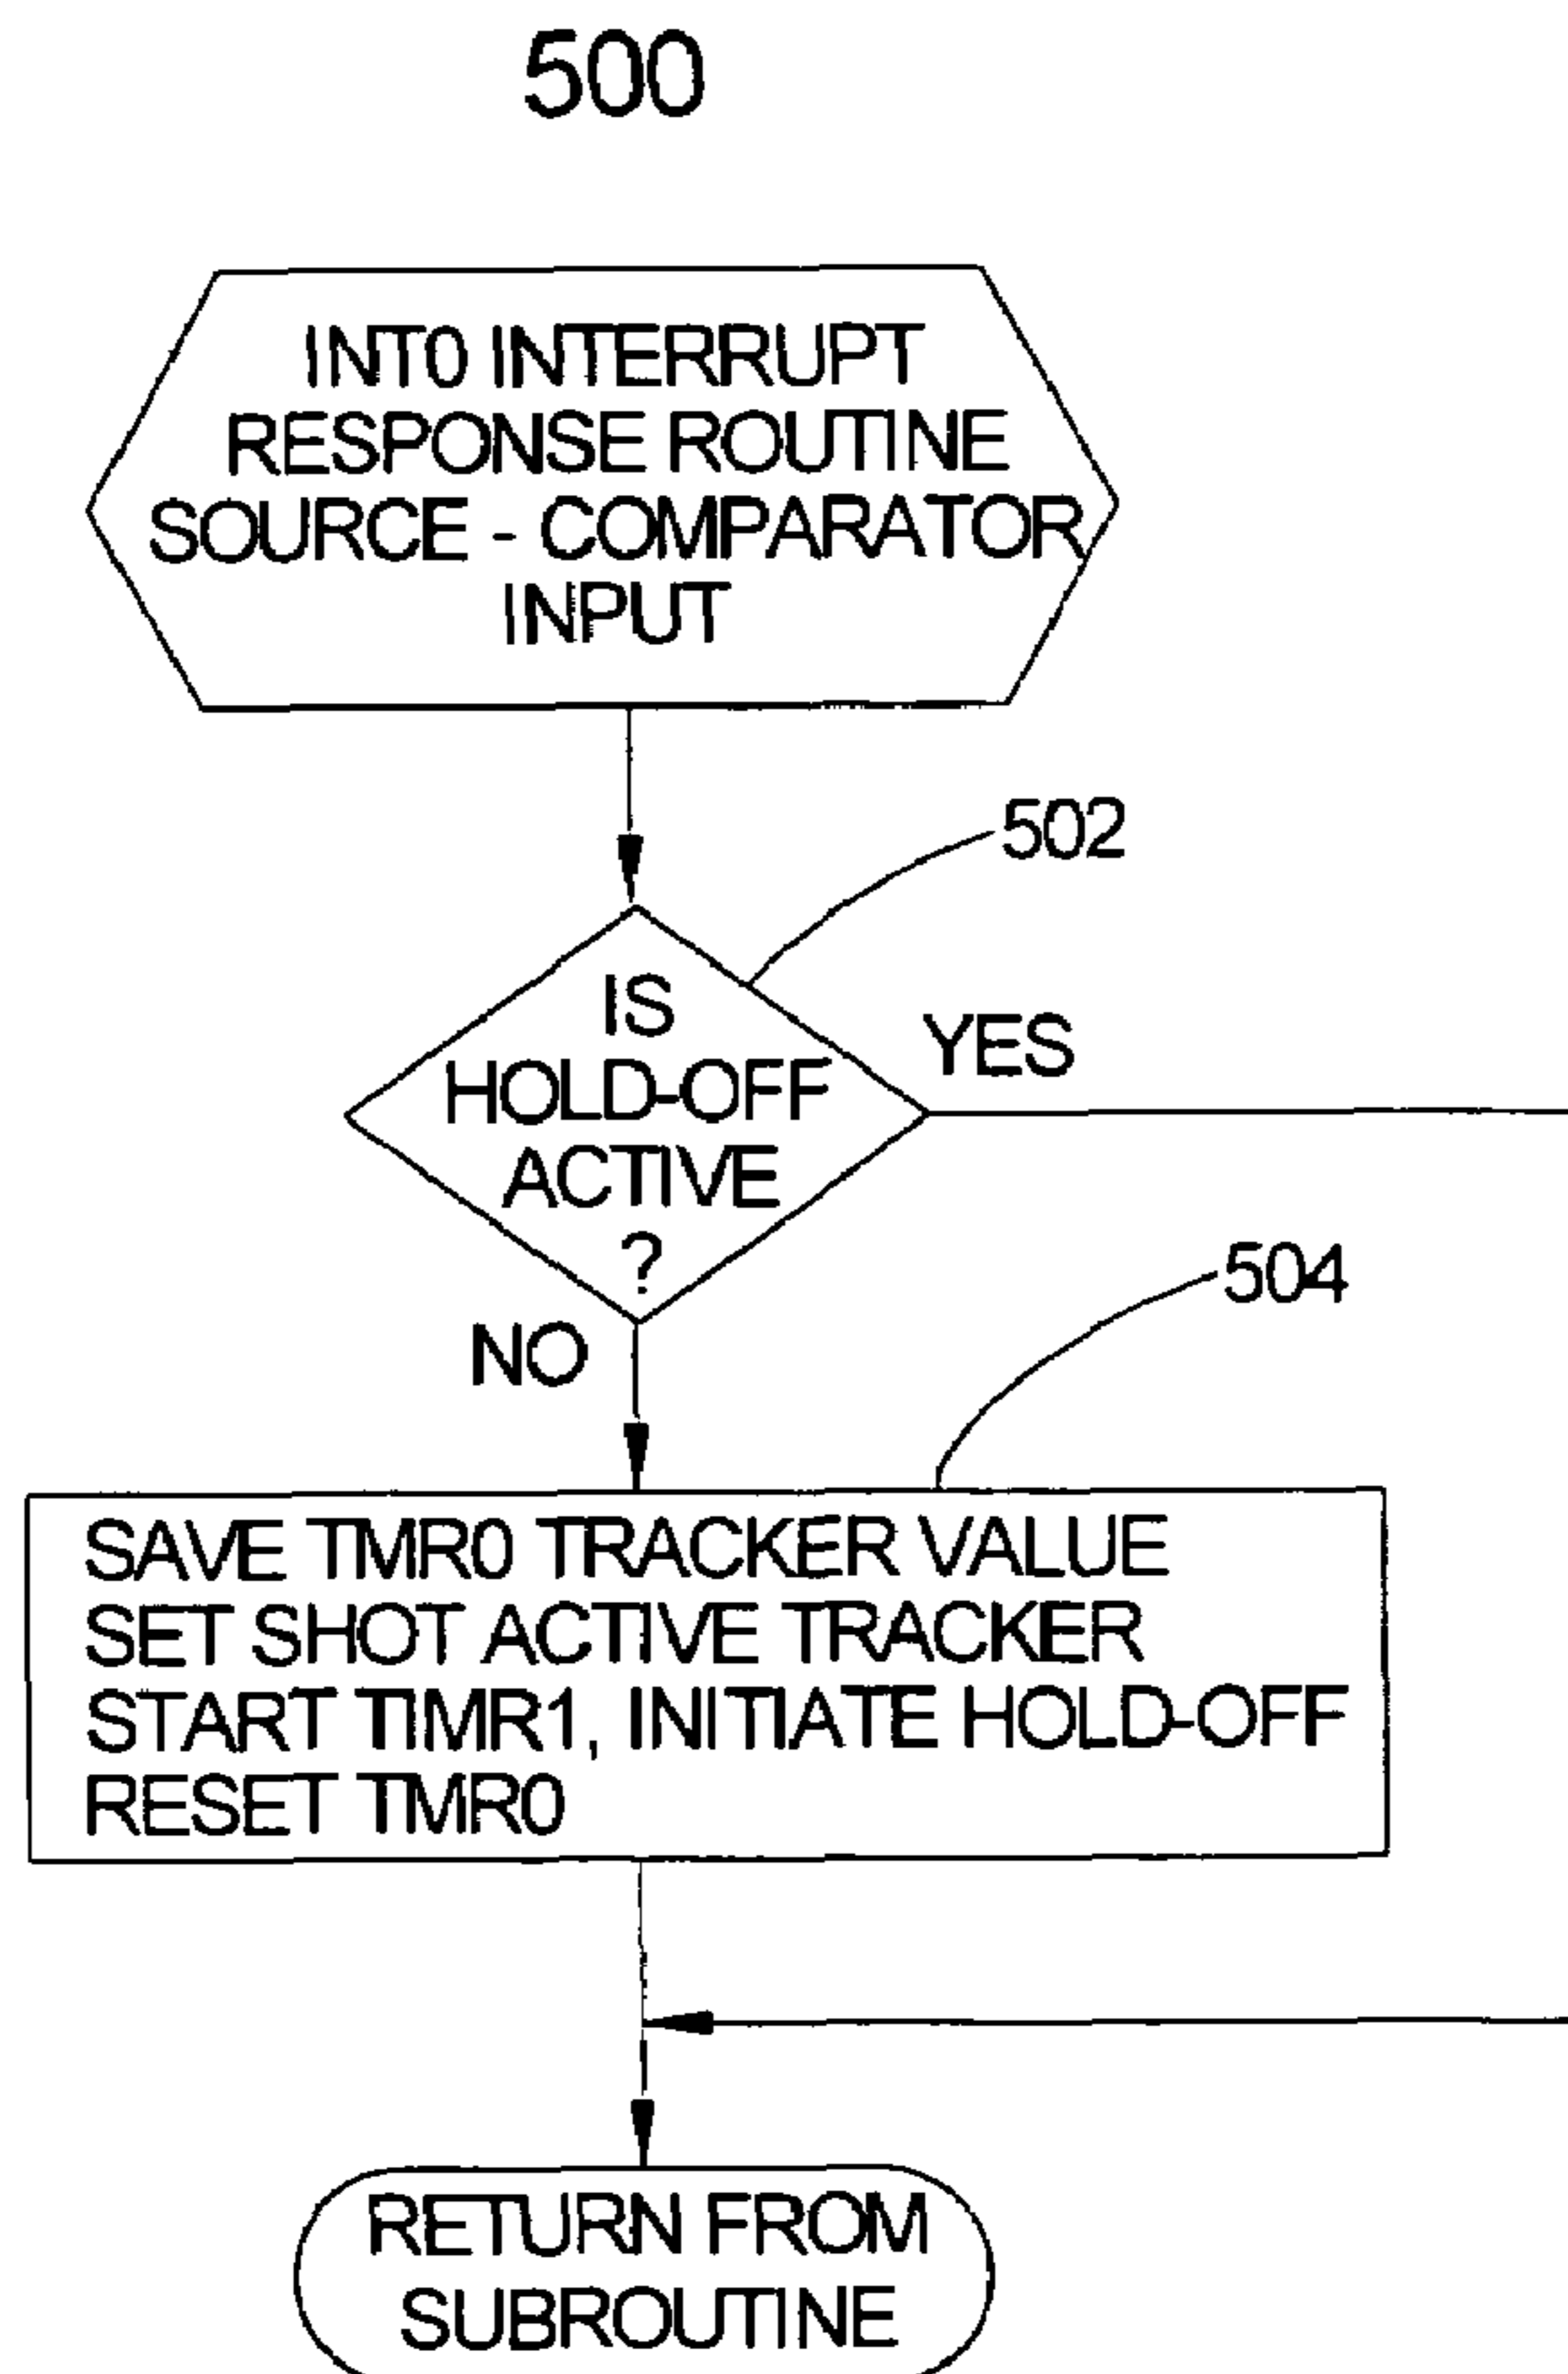 500
INT0 INTERRUPT
RESPONSE ROUTINE
SOURCE - COMPARATOR
INPUT
502
IS
HOLD-OFF
ACTIVE
?
YES
NO
504
SAVE TMR0 TRACKER VALUE
SET SHOT ACTIVE TRACKER
START TIMR1, INITIATE HOLD-OFF
RESET TMR0
RETURN FROM
SUBROUTINE